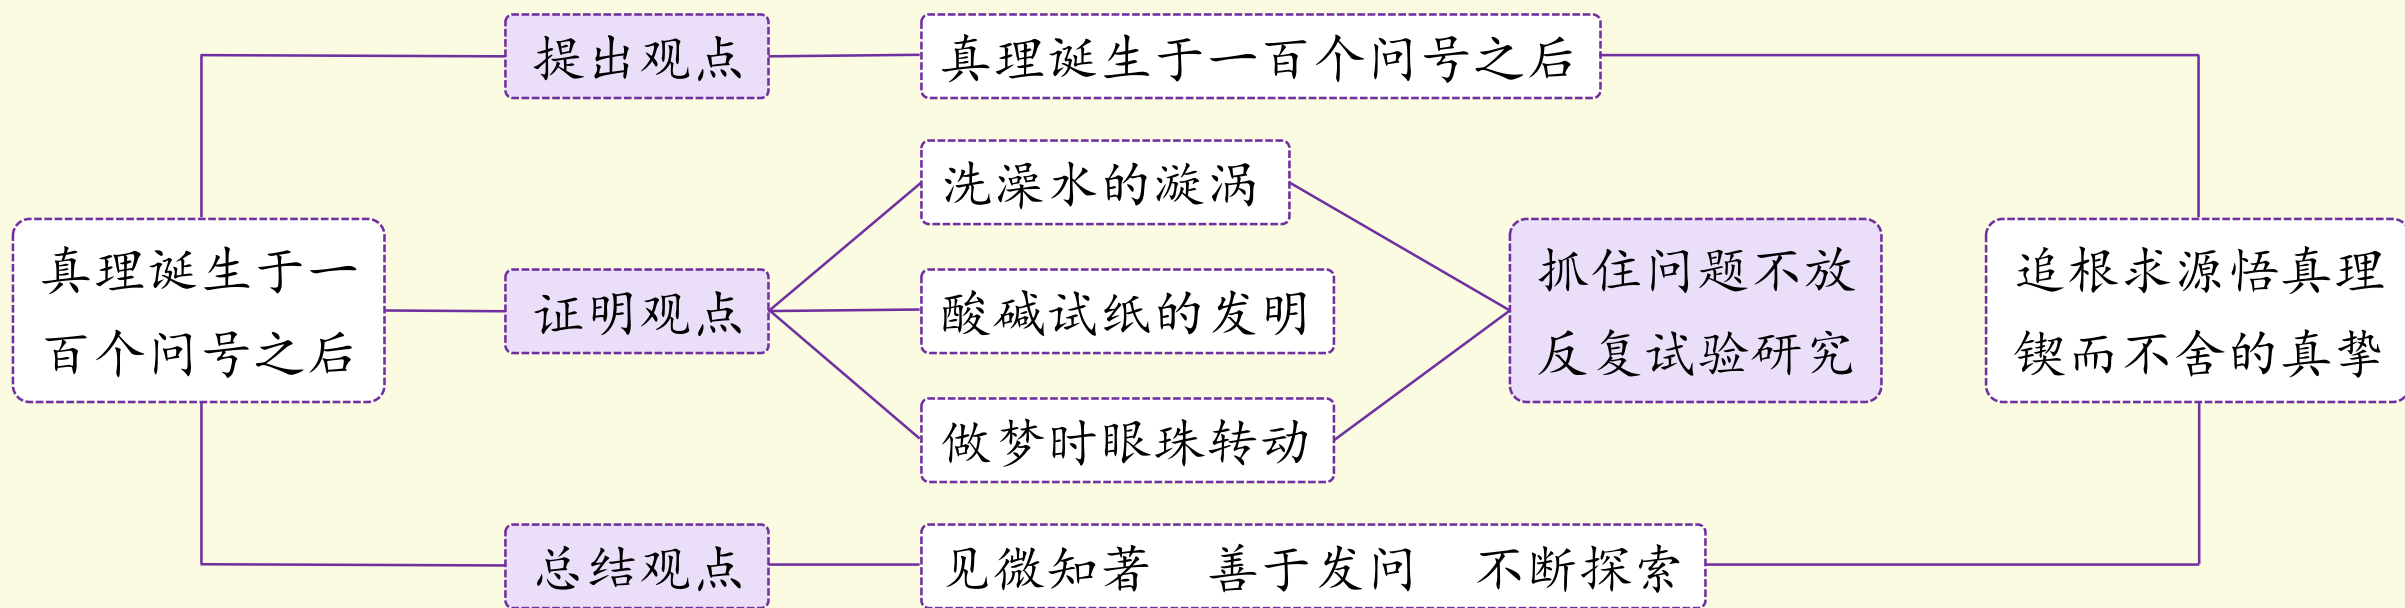 提出观点
真理诞生于一百个问号之后
洗澡水的漩涡
真理诞生于一
百个问号之后
证明观点
酸碱试纸的发明
抓住问题不放
反复试验研究
追根求源悟真理
锲而不舍的真挚
做梦时眼珠转动
总结观点
见微知著 善于发问 不断探索